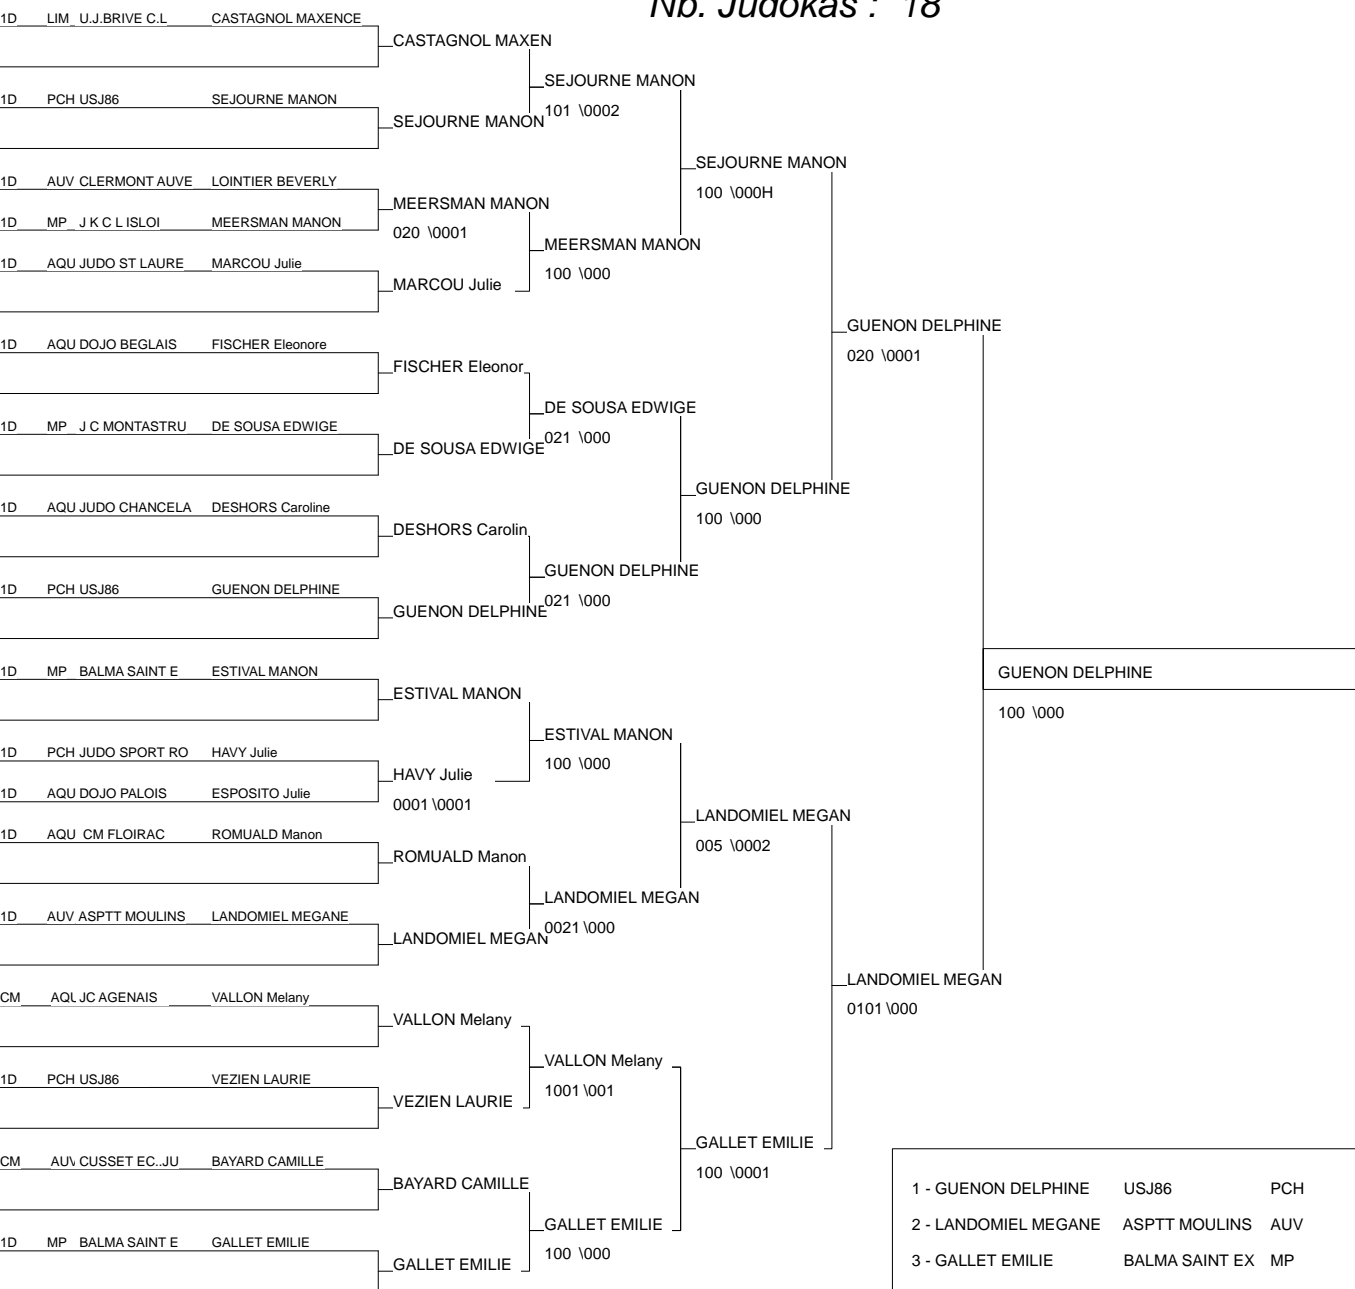 Nb. Judokas : 18
1D LIM_ U.J.BRIVE C.L CASTAGNOL MAXENCE
CASTAGNOL MAXEN
SEJOURNE MANON
101 \0002
1D PCH USJ86 SEJOURNE MANON
SEJOURNE MANON
SEJOURNE MANON
100 \000H
1D AUV CLERMONT AUVE LOINTIER BEVERLY
MEERSMAN MANON
020 \0001
1D MP_ J K C L ISLOI MEERSMAN MANON
MEERSMAN MANON
100 \000
1D AQU JUDO ST LAURE MARCOU Julie
MARCOU Julie
GUENON DELPHINE
020 \0001
1D AQU DOJO BEGLAIS FISCHER Eleonore
FISCHER Eleonor
DE SOUSA EDWIGE
021 \000
1D MP_ J C MONTASTRU DE SOUSA EDWIGE
DE SOUSA EDWIGE
GUENON DELPHINE
100 \000
1D AQU JUDO CHANCELA DESHORS Caroline
DESHORS Carolin
GUENON DELPHINE
021 \000
1D PCH USJ86 GUENON DELPHINE
GUENON DELPHINE
GUENON DELPHINE
100 \000
1D MP_ BALMA SAINT E ESTIVAL MANON
ESTIVAL MANON
ESTIVAL MANON
100 \000
1D PCH JUDO SPORT RO HAVY Julie
HAVY Julie
0001 \0001
1D AQU DOJO PALOIS ESPOSITO Julie
LANDOMIEL MEGAN
005 \0002
1D AQU CM FLOIRAC ROMUALD Manon
ROMUALD Manon
LANDOMIEL MEGAN
0021 \000
1D AUV ASPTT MOULINS LANDOMIEL MEGANE
LANDOMIEL MEGAN
LANDOMIEL MEGAN
0101 \000
CM AQU JC AGENAIS VALLON Melany
VALLON Melany
VALLON Melany
1001 \001
1D PCH USJ86 VEZIEN LAURIE
VEZIEN LAURIE
GALLET EMILIE
100 \0001
CM AUV CUSSET EC..JU BAYARD CAMILLE
BAYARD CAMILLE
GALLET EMILIE
100 \000
1D MP_ BALMA SAINT E GALLET EMILIE
GALLET EMILIE
1 - GUENON DELPHINE USJ86 PCH
2 - LANDOMIEL MEGANE ASPTT MOULINS AUV
3 - GALLET EMILIE BALMA SAINT EX MP